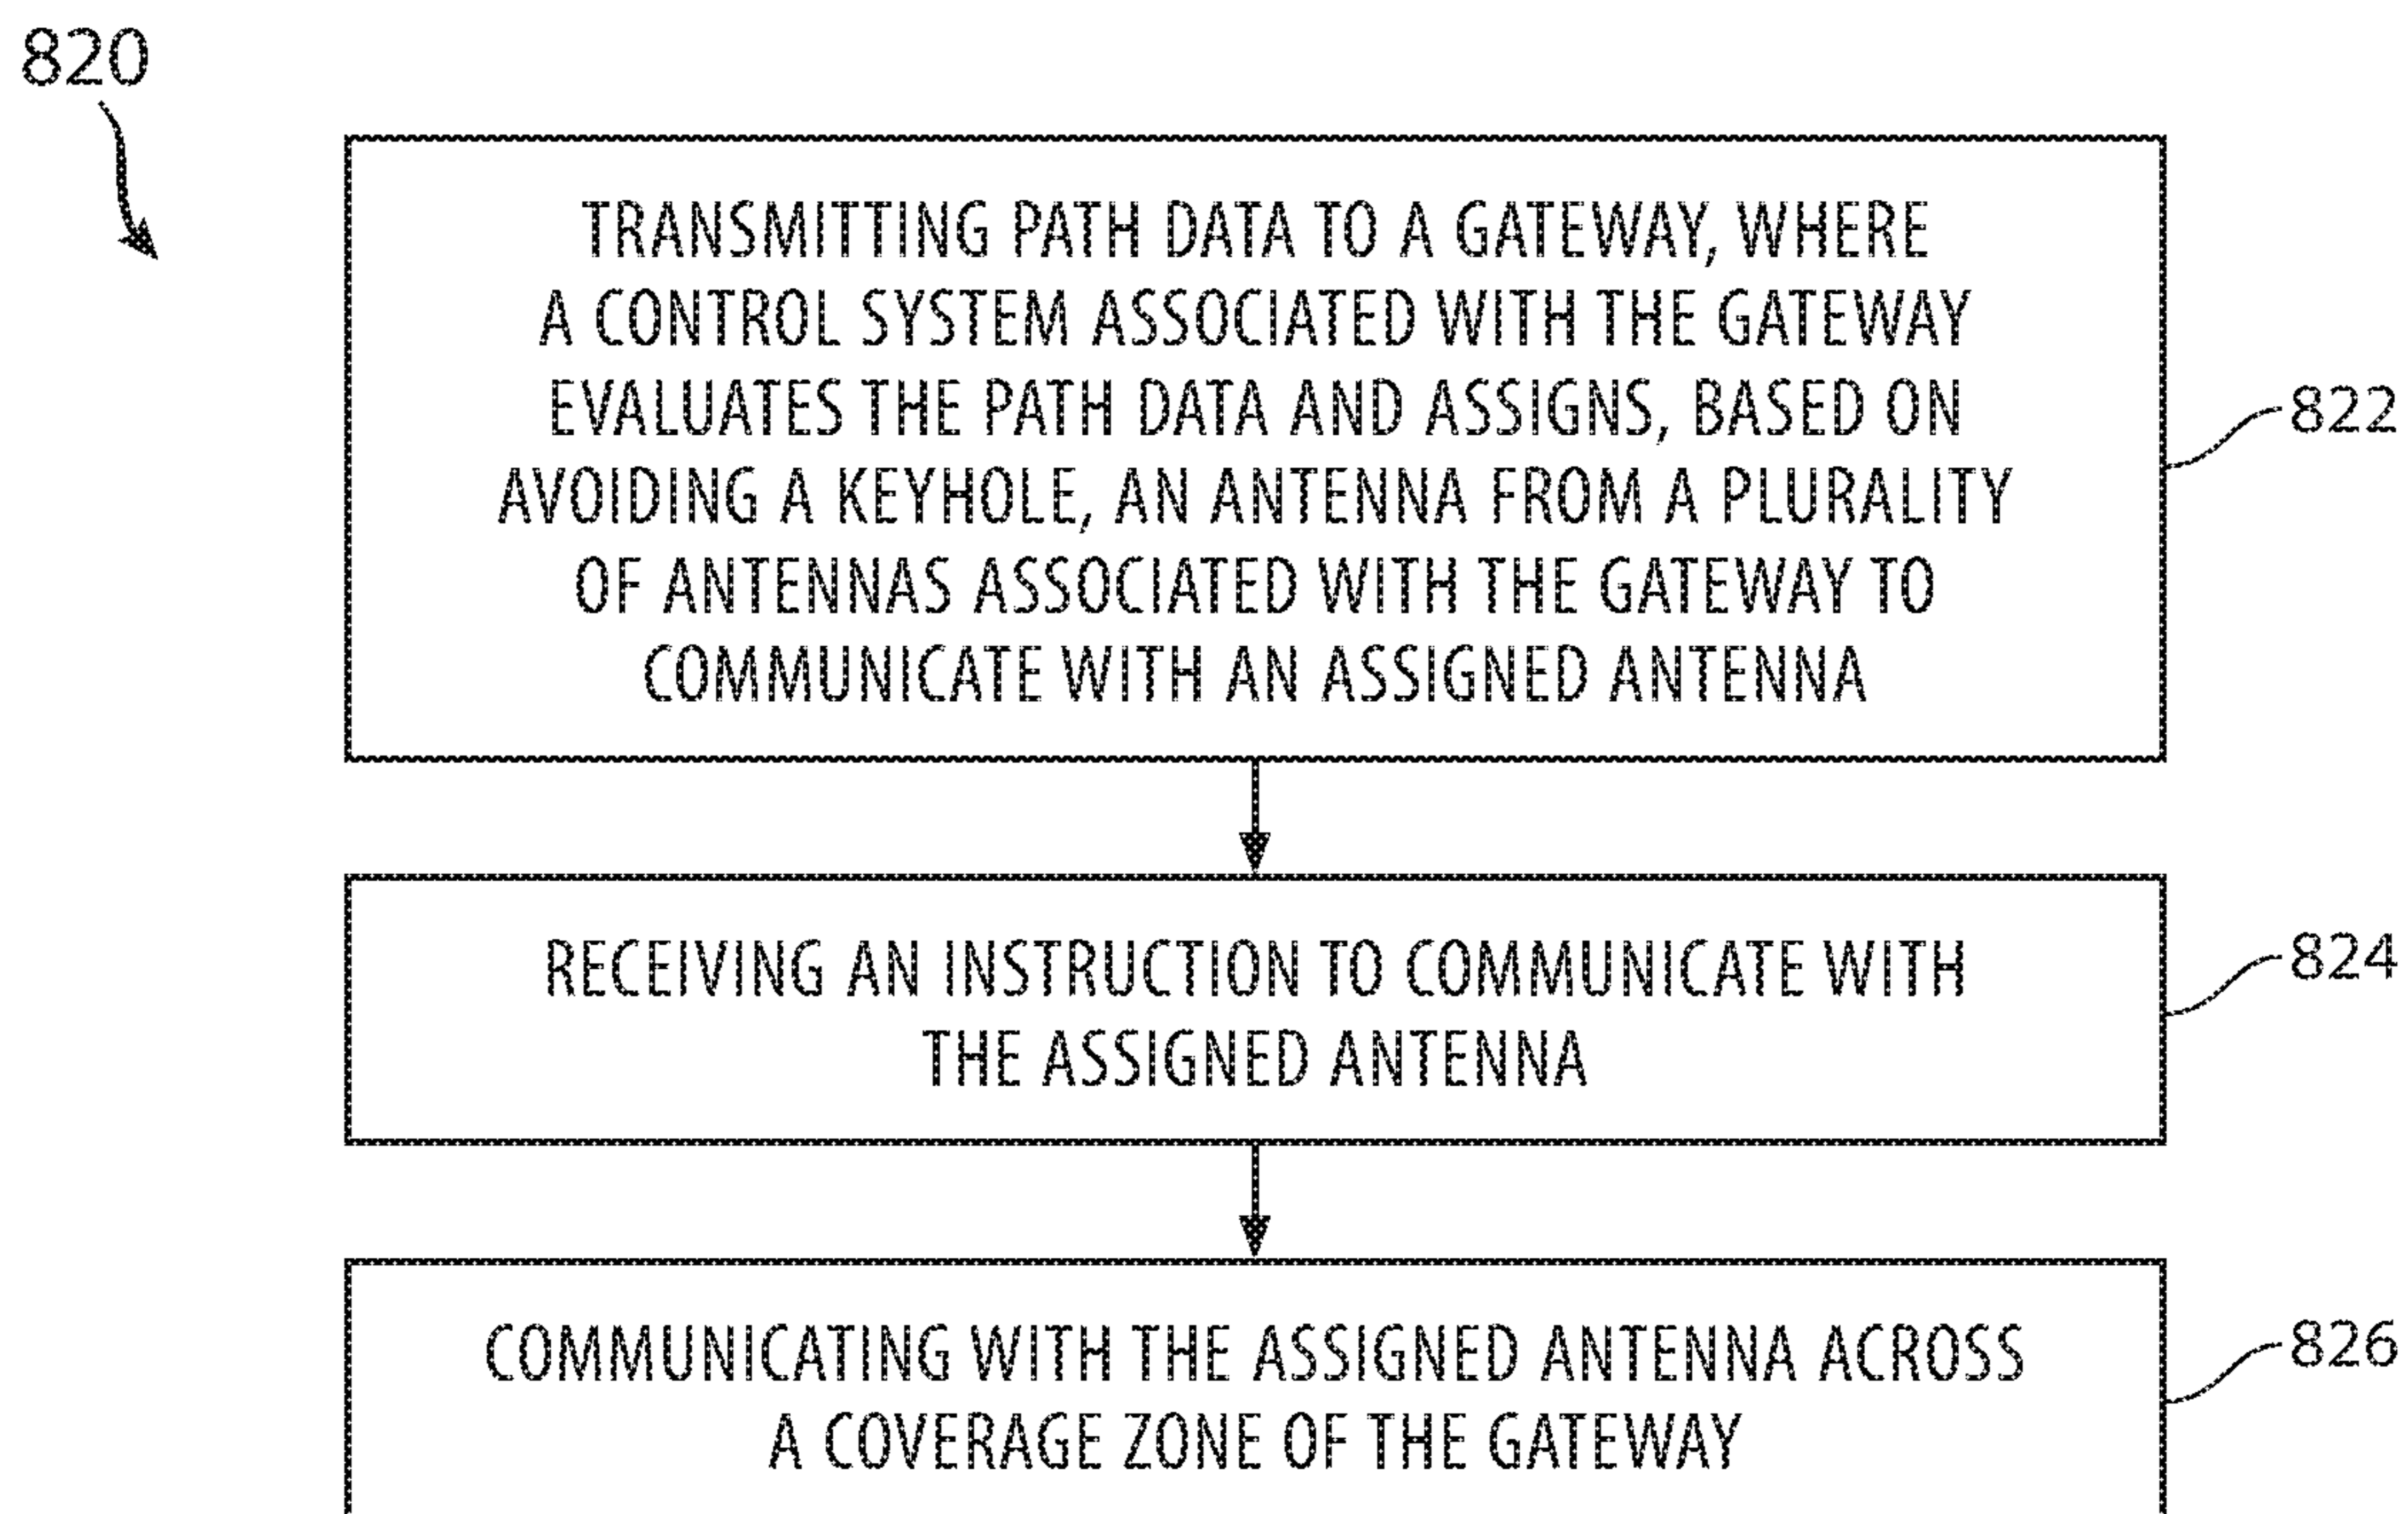 820
TRANSMITTING PATH DATA TO A GATEWAY, WHERE
A CONTROL SYSTEM ASSOCIATED WITH THE GATEWAY
EVALUATES THE PATH DATA AND ASSIGNS, BASED ON
AVOIDING A KEYHOLE, AN ANTENNA FROM A PLURALITY
OF ANTENNAS ASSOCIATED WITH THE GATEWAY TO
COMMUNICATE WITH AN ASSIGNED ANTENNA
822
RECEIVING AN INSTRUCTION TO COMMUNICATE WITH
THE ASSIGNED ANTENNA
824
COMMUNICATING WITH THE ASSIGNED ANTENNA ACROSS
A COVERAGE ZONE OF THE GATEWAY
826